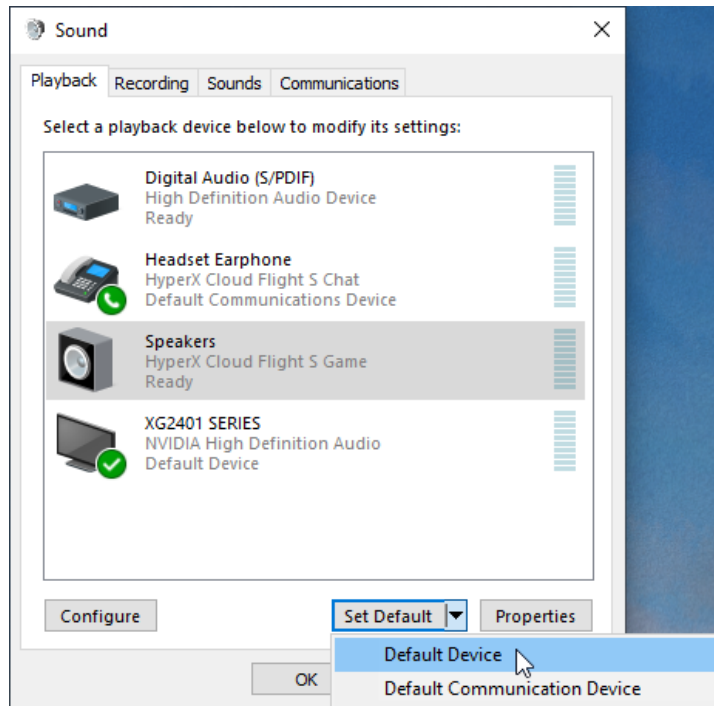 Sound
Playback Recording Sounds Communications
Select a playback device below to modify its settings:
Digital Audio (S/PDIF)
High Definition Audio Device
Ready
Headset Earphone
HyperX Cloud Flight S Chat
Default Communications Device
Speakers
HyperX Cloud Flight S Game
Ready
XG2401 SERIES
NVIDIA High Definition Audio
Default Device
Configure Set Default Properties
Default Device
OK
Default Communication Device